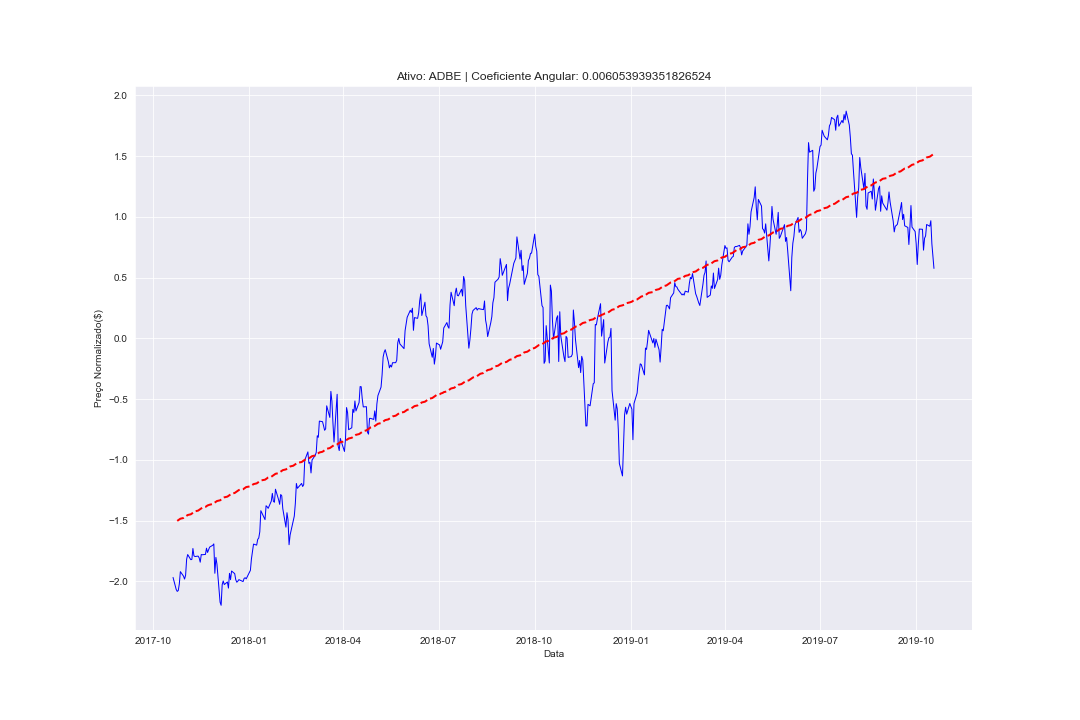 Ativo: ADBE | Coeficiente Angular: 0.006053939351826524
Preço Normalizado($)
2.0
1.5
1.0
0.5
0.0
−0.5
−1.0
−1.5
−2.0
2017-10 2018-01 2018-04 2018-07 2018-10 2019-01 2019-04 2019-07 2019-10
Data